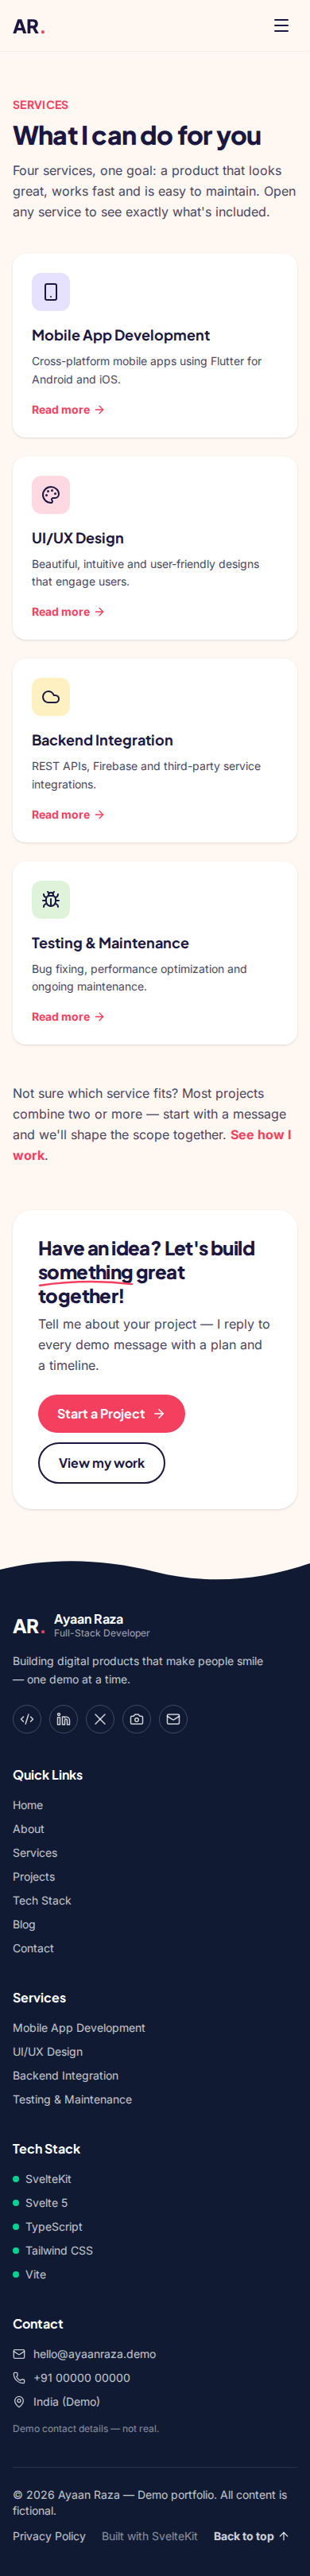 AR.
SERVICES
What I can do for you
Four services, one goal: a product that looks
great, works fast and is easy to maintain. Open
any service to see exactly what's included.
Mobile App Development
Cross-platform mobile apps using Flutter for
Android and iOS.
Read more →
UI/UX Design
Beautiful, intuitive and user-friendly designs
that engage users.
Read more →
Backend Integration
REST APIs, Firebase and third-party service
integrations.
Read more →
Testing & Maintenance
Bug fixing, performance optimization and
ongoing maintenance.
Read more →
Not sure which service fits? Most projects
combine two or more — start with a message
and we'll shape the scope together. See how I
work.
Have an idea? Let's build
something great
together!
Tell me about your project — I reply to
every demo message with a plan and
a timeline.
Start a Project →
View my work
AR. Ayaan Raza
Full-Stack Developer
Building digital products that make people smile
— one demo at a time.
Quick Links
Home
About
Services
Projects
Tech Stack
Blog
Contact
Services
Mobile App Development
UI/UX Design
Backend Integration
Testing & Maintenance
Tech Stack
SvelteKit
Svelte 5
TypeScript
Tailwind CSS
Vite
Contact
hello@ayaanraza.demo
+91 00000 00000
India (Demo)
Demo contact details — not real.
© 2026 Ayaan Raza — Demo portfolio. All content is
fictional.
Privacy Policy Built with SvelteKit Back to top ↑